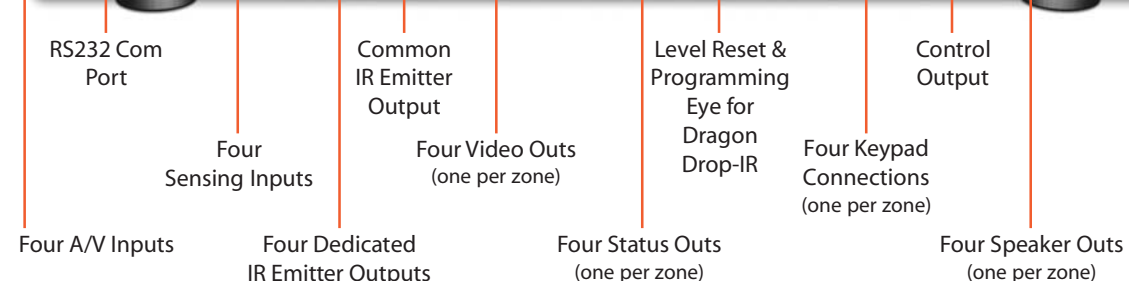 RS232 Com
Port
Common
IR Emitter
Output
Level Reset &
Programming
Eye for
Dragon
Drop-IR
Control
Output
Four
Sensing Inputs
Four Video Outs
(one per zone)
Four Keypad
Connections
(one per zone)
Four A/V Inputs
Four Dedicated
IR Emitter Outputs
Four Status Outs
(one per zone)
Four Speaker Outs
(one per zone)